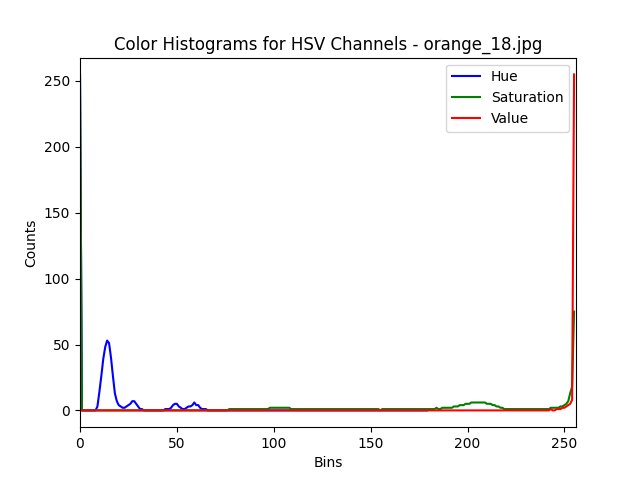 Color Histograms for HSV Channels - orange_18.jpg
Hue
Saturation
Value
Counts
250
200
150
100
50
0
0 50 100 150 200 250
Bins